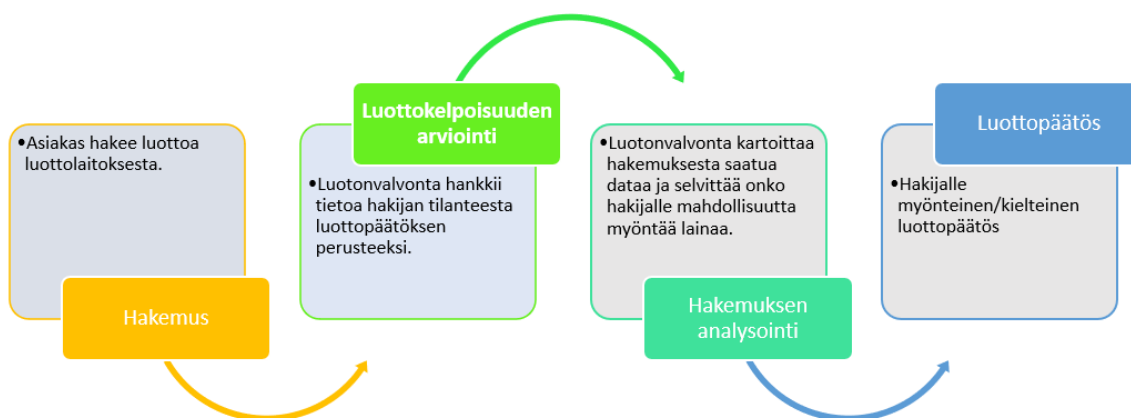 •Asiakas hakee luottoa
luottolaitoksesta.
Hakemus
Luottokelpoisuuden
arviointi
•Luotonvalvonta hankkii
tietoa hakijan tilanteesta
luottopäätöksen
perusteeksi.
•Luotonvalvonta kartoittaa
hakemuksesta saatua
dataa ja selvittää onko
hakijalle mahdollisuutta
myöntää lainaa.
Hakemuksen
analysointi
Luottopäätös
•Hakijalle
myönteinen/kielteinen
luottopäätös